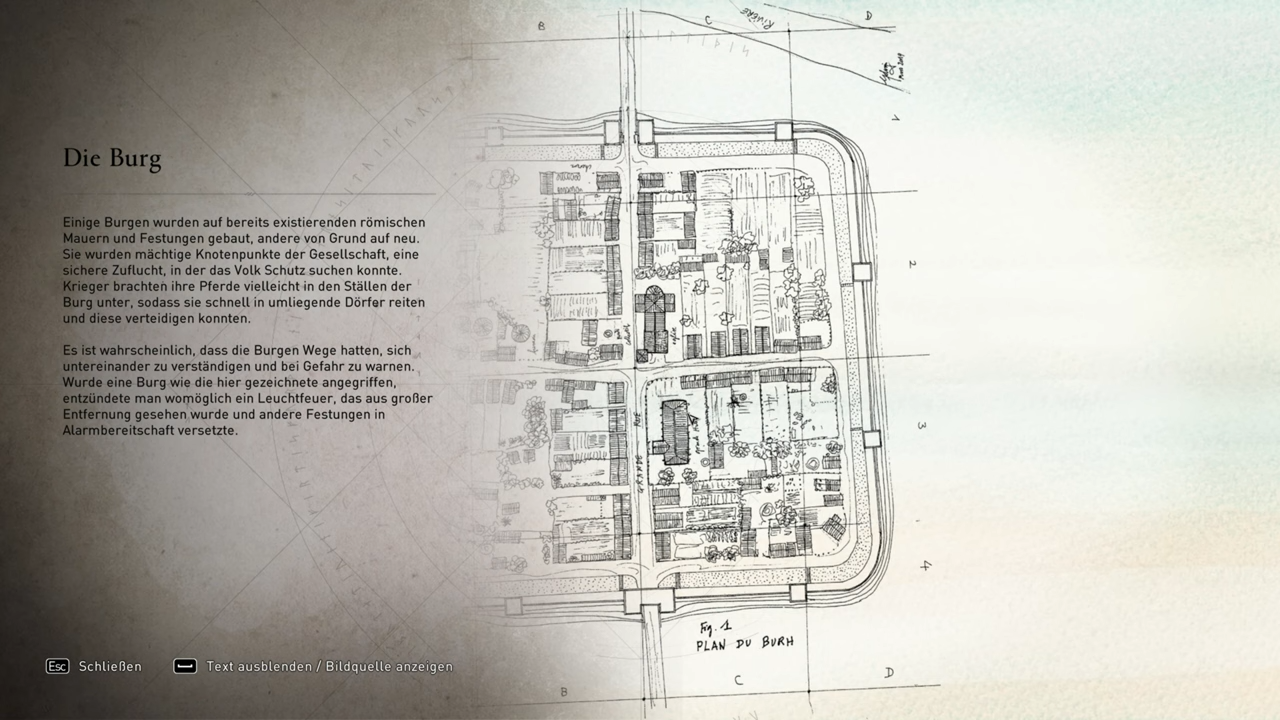 B
C
RIVIÈRE
D
1
Die Burg
Einige Burgen wurden auf bereits existierenden römischen
Mauern und Festungen gebaut, andere von Grund auf neu.
Sie wurden mächtige Knotenpunkte der Gesellschaft, eine
sichere Zuflucht, in der das Volk Schutz suchen konnte.
Krieger brachten ihre Pferde vielleicht in den Ställen der
Burg unter, sodass sie schnell in umliegende Dörfer reiten
und diese verteidigen konnten.
Es ist wahrscheinlich, dass die Burgen Wege hatten, sich
untereinander zu verständigen und bei Gefahr zu warnen.
Wurde eine Burg wie die hier gezeichnete angegriffen,
entzündete man womöglich ein Leuchtfeuer, das aus großer
Entfernung gesehen wurde und andere Festungen in
Alarmbereitschaft versetzte.
2
3
GRANDE RUE
4
Fig. 1
PLAN DU BURH
Esc Schließen
Text ausblenden / Bildquelle anzeigen
B
C
D